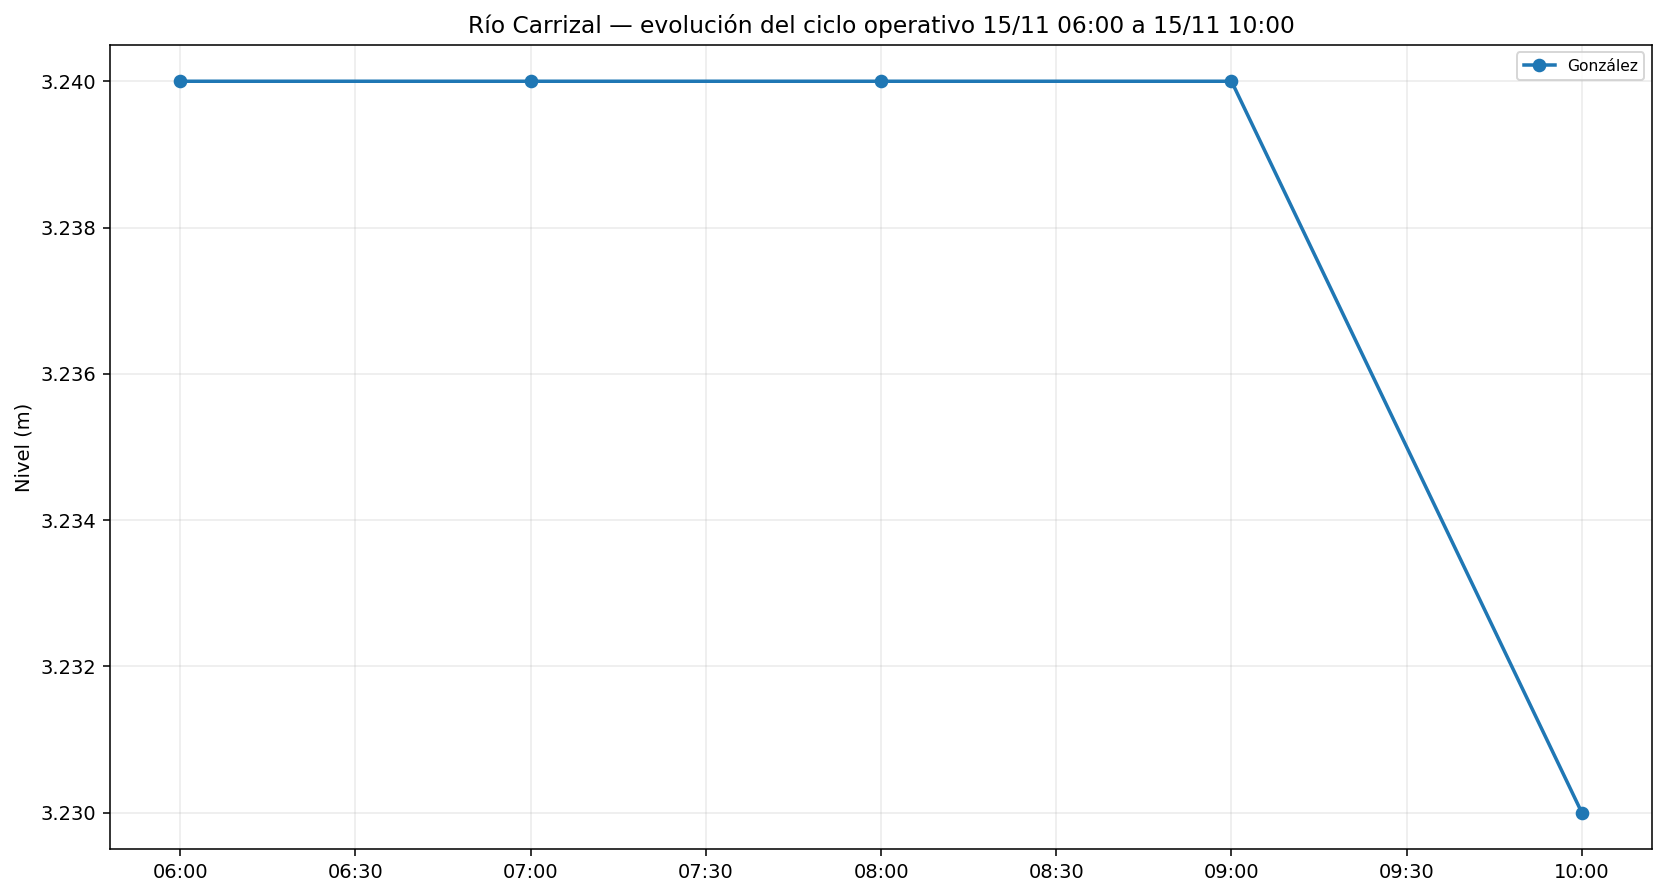 Río Carrizal — evolución del ciclo operativo 15/11 06:00 a 15/11 10:00
González
Nivel (m)
3.240
3.238
3.236
3.234
3.232
3.230
06:00 06:30 07:00 07:30 08:00 08:30 09:00 09:30 10:00